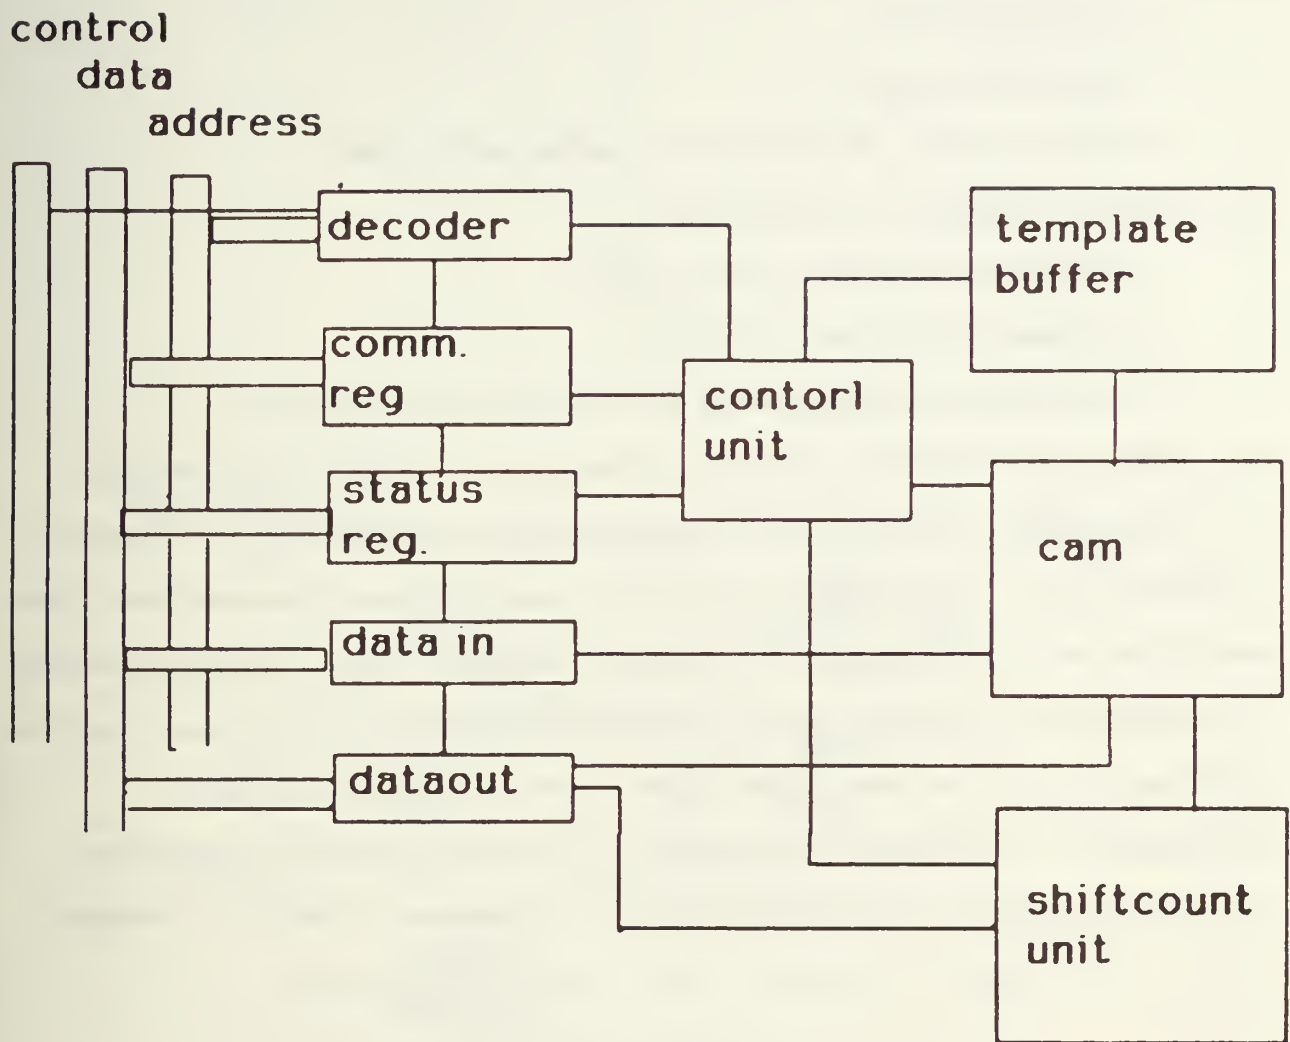 control
data
address
decoder
comm.
reg
status
reg.
data in
dataout
contorl
unit
template
buffer
cam
shiftcount
unit